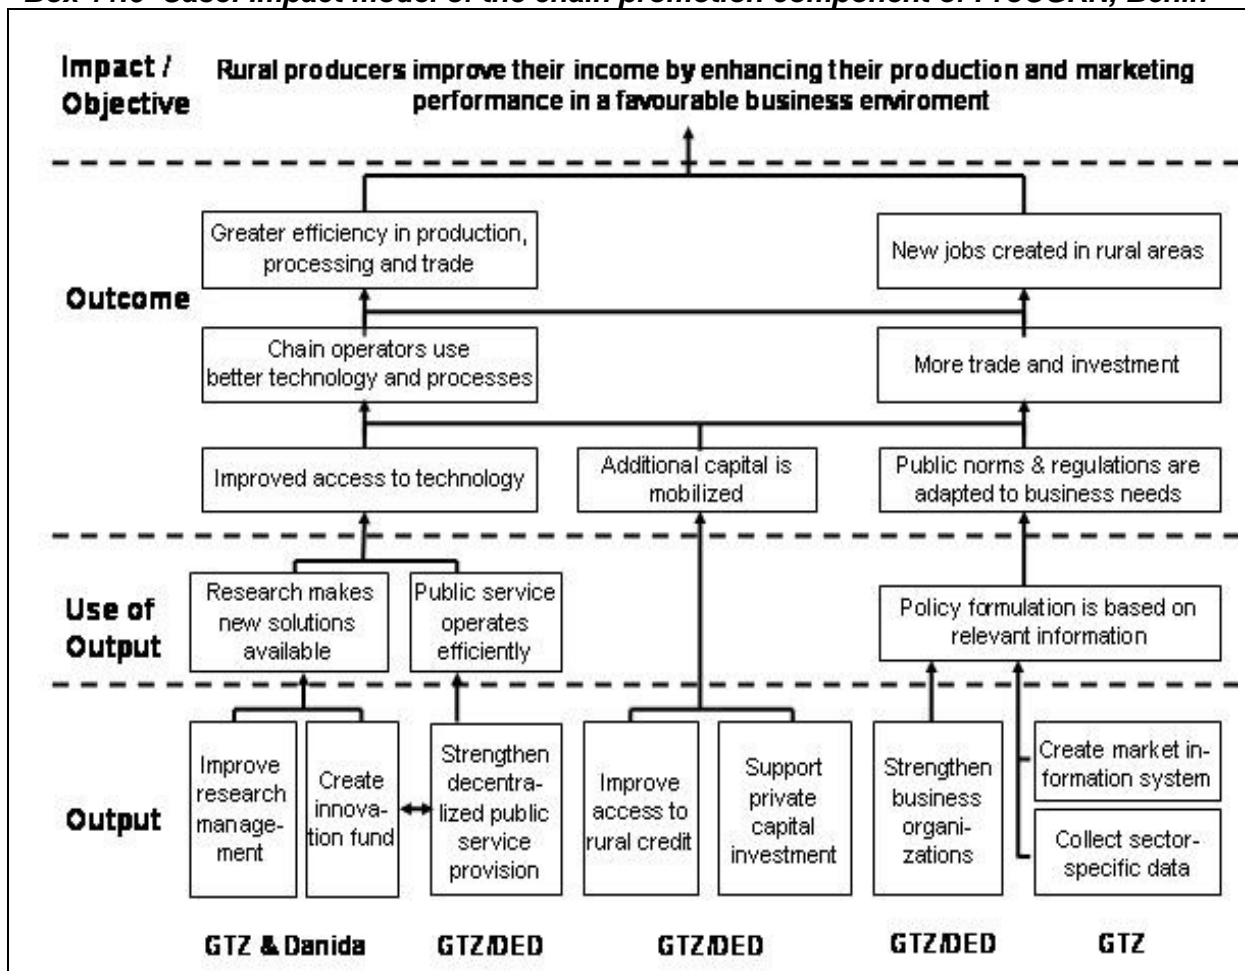 Impact /
Objective
Rural producers improve their income by enhancing their production and marketing
performance in a favourable business enviroment
Greater efficiency in production,
processing and trade
New jobs created in rural areas
Outcome
Chain operators use
better technology and processes
More trade and investment
Improved access to technology
Additional capital is
mobilized
Public norms & regulations are
adapted to business needs
Use of
Output
Research makes
new solutions
available
Public service
operates
efficiently
Policy formulation is based on
relevant information
Output
Improve
research
manage-
ment
Create
innova-
tion fund
Strengthen
decentra-
lized public
service
provision
Improve
access to
rural credit
Support
private
capital
investment
Strengthen
business
organi-
zations
Create market in-
formation system
Collect sector-
specific data
GTZ & Danida
GTZ/DED
GTZ/DED
GTZ/DED
GTZ